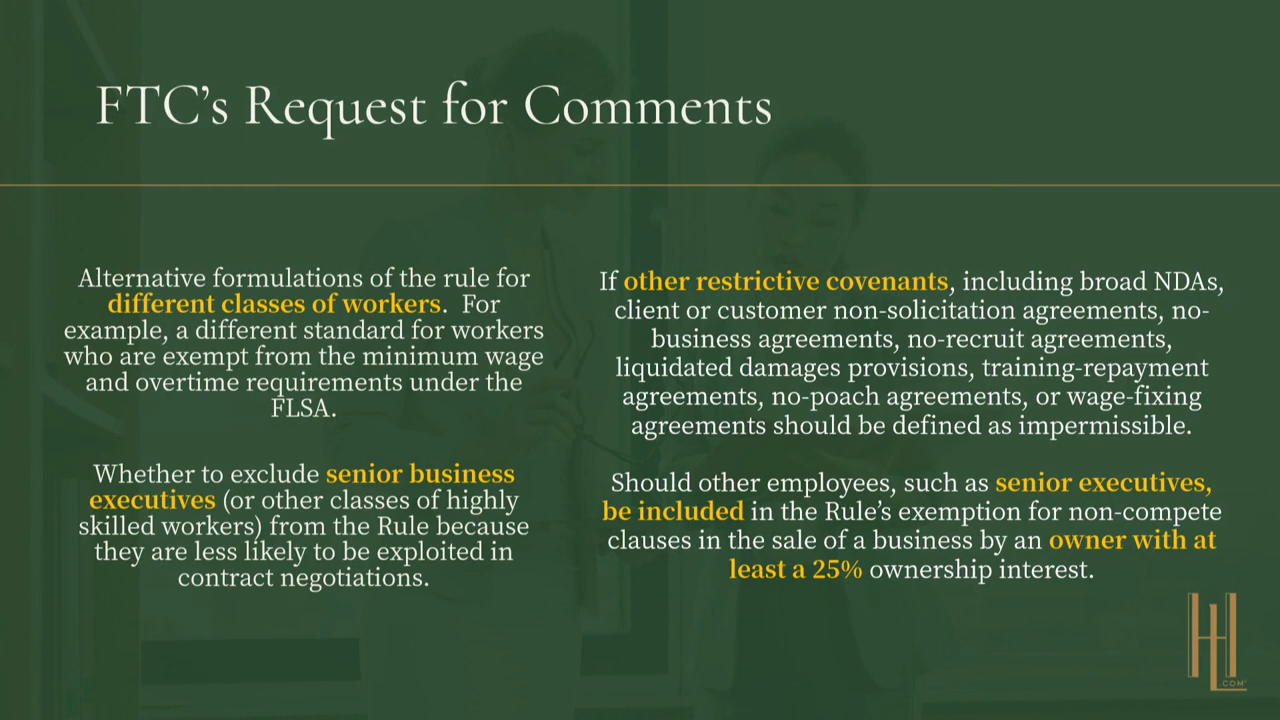 FTC’s Request for Comments
Alternative formulations of the rule for
different classes of workers.  For
example, a different standard for workers
who are exempt from the minimum wage
and overtime requirements under the
FLSA.
Whether to exclude senior business
executives (or other classes of highly
skilled workers) from the Rule because
they are less likely to be exploited in
contract negotiations.
If other restrictive covenants, including broad NDAs,
client or customer non-solicitation agreements, no-
business agreements, no-recruit agreements,
liquidated damages provisions, training-repayment
agreements, no-poach agreements, or wage-fixing
agreements should be defined as impermissible.
Should other employees, such as senior executives,
be included in the Rule’s exemption for non-compete
clauses in the sale of a business by an owner with at
least a 25% ownership interest.
HL
.COM